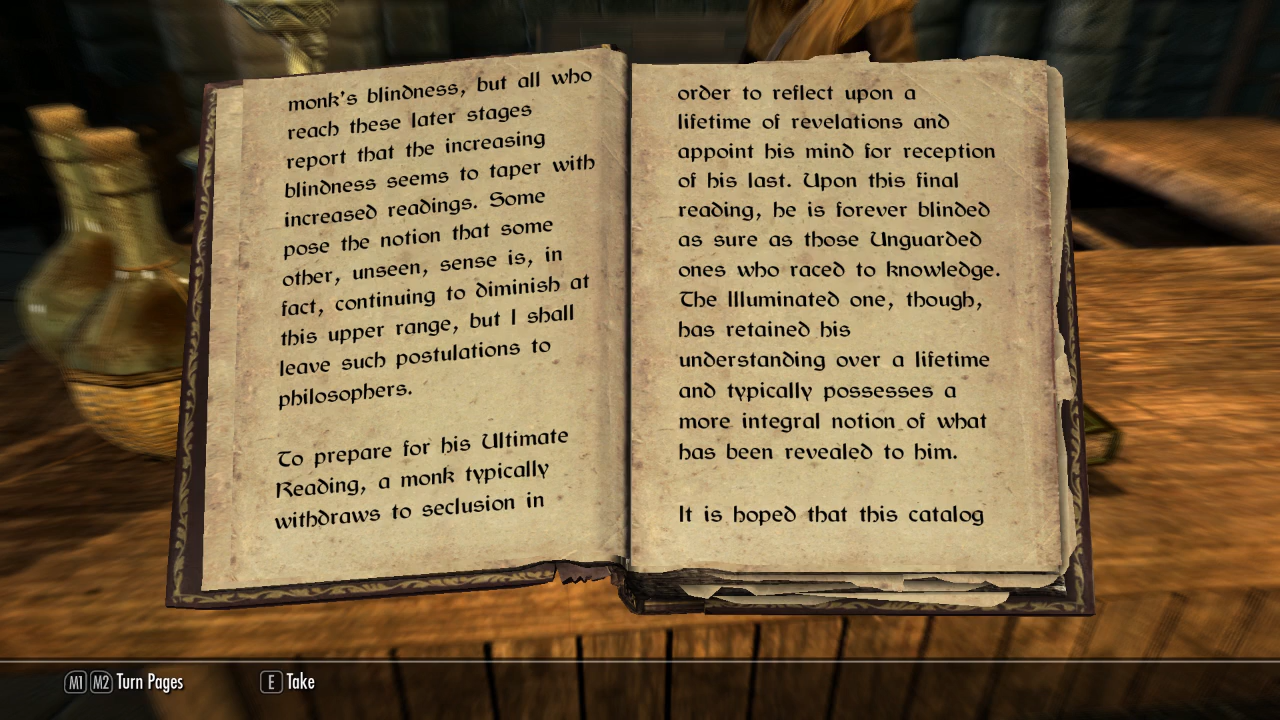 monk's blindness, but all who
reach these later stages
report that the increasing
blindness seems to taper with
increased readings. Some
pose the notion that some
other, unseen, sense is, in
fact, continuing to diminish at
this upper range, but I shall
leave such postulations to
philosophers.
To prepare for his Ultimate
Reading, a monk typically
withdraws to seclusion in
order to reflect upon a
lifetime of revelations and
appoint his mind for reception
of his last. Upon this final
reading, he is forever blinded
as sure as those Unguarded
ones who raced to knowledge.
The Illuminated one, though,
has retained his
understanding over a lifetime
and typically possesses a
more integral notion of what
has been revealed to him.
It is hoped that this catalog
M1 M2 Turn Pages
E Take